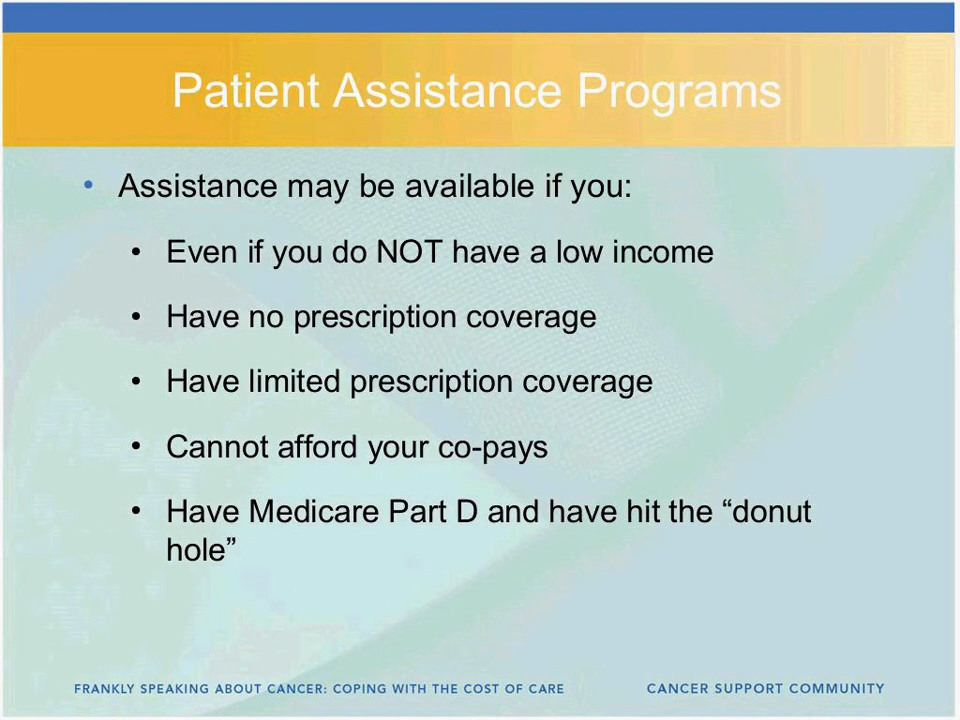 Patient Assistance Programs
• Assistance may be available if you:
• Even if you do NOT have a low income
• Have no prescription coverage
• Have limited prescription coverage
• Cannot afford your co-pays
• Have Medicare Part D and have hit the “donut
hole”
FRANKLY SPEAKING ABOUT CANCER: COPING WITH THE COST OF CARE CANCER SUPPORT COMMUNITY